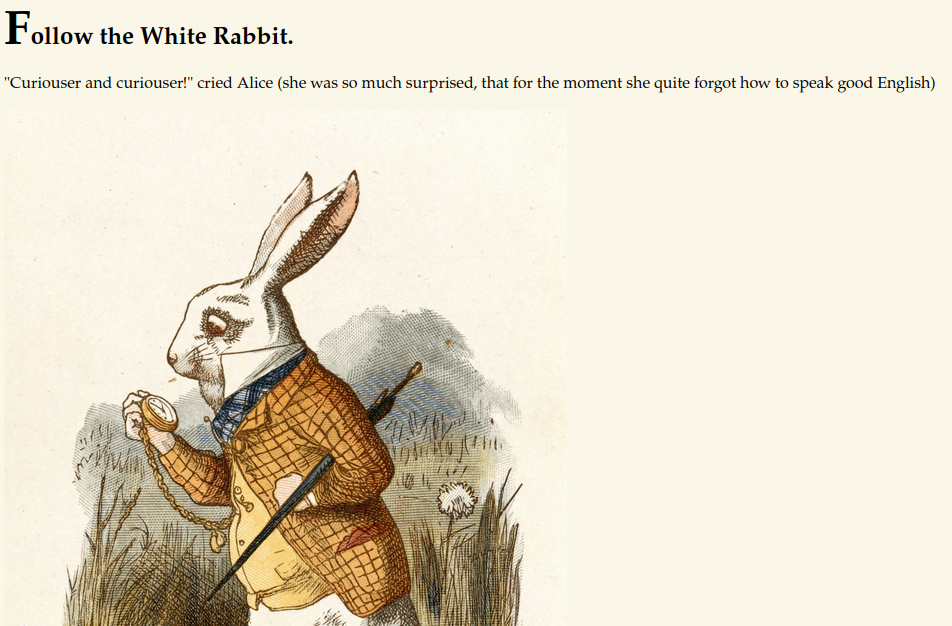 Follow the White Rabbit.
"Curiouser and curiouser!" cried Alice (she was so much surprised, that for the moment she quite forgot how to speak good English)